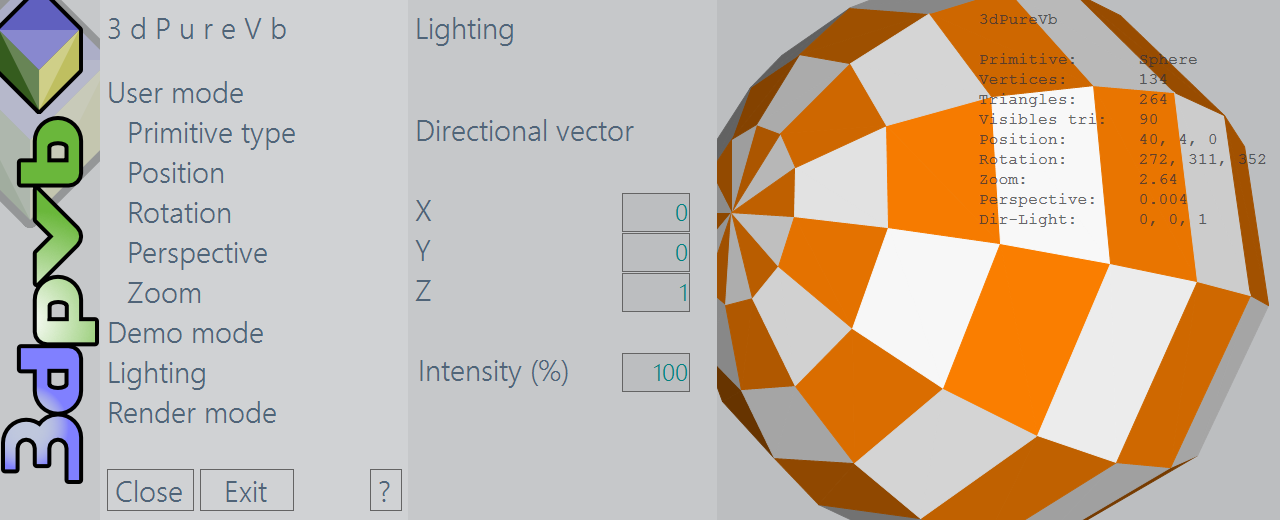 3dpvb
3 d P u r e V b
User mode
Primitive type
Position
Rotation
Perspective
Zoom
Demo mode
Lighting
Render mode
Close
Exit
?
Lighting
Directional vector
X 0
Y 0
Z 1
Intensity (%) 100
3dPureVb
Primitive: Sphere
Vertices: 134
Triangles: 264
Visibles tri: 90
Position: 40, 4, 0
Rotation: 272, 311, 352
Zoom: 2.64
Perspective: 0.004
Dir-Light: 0, 0, 1